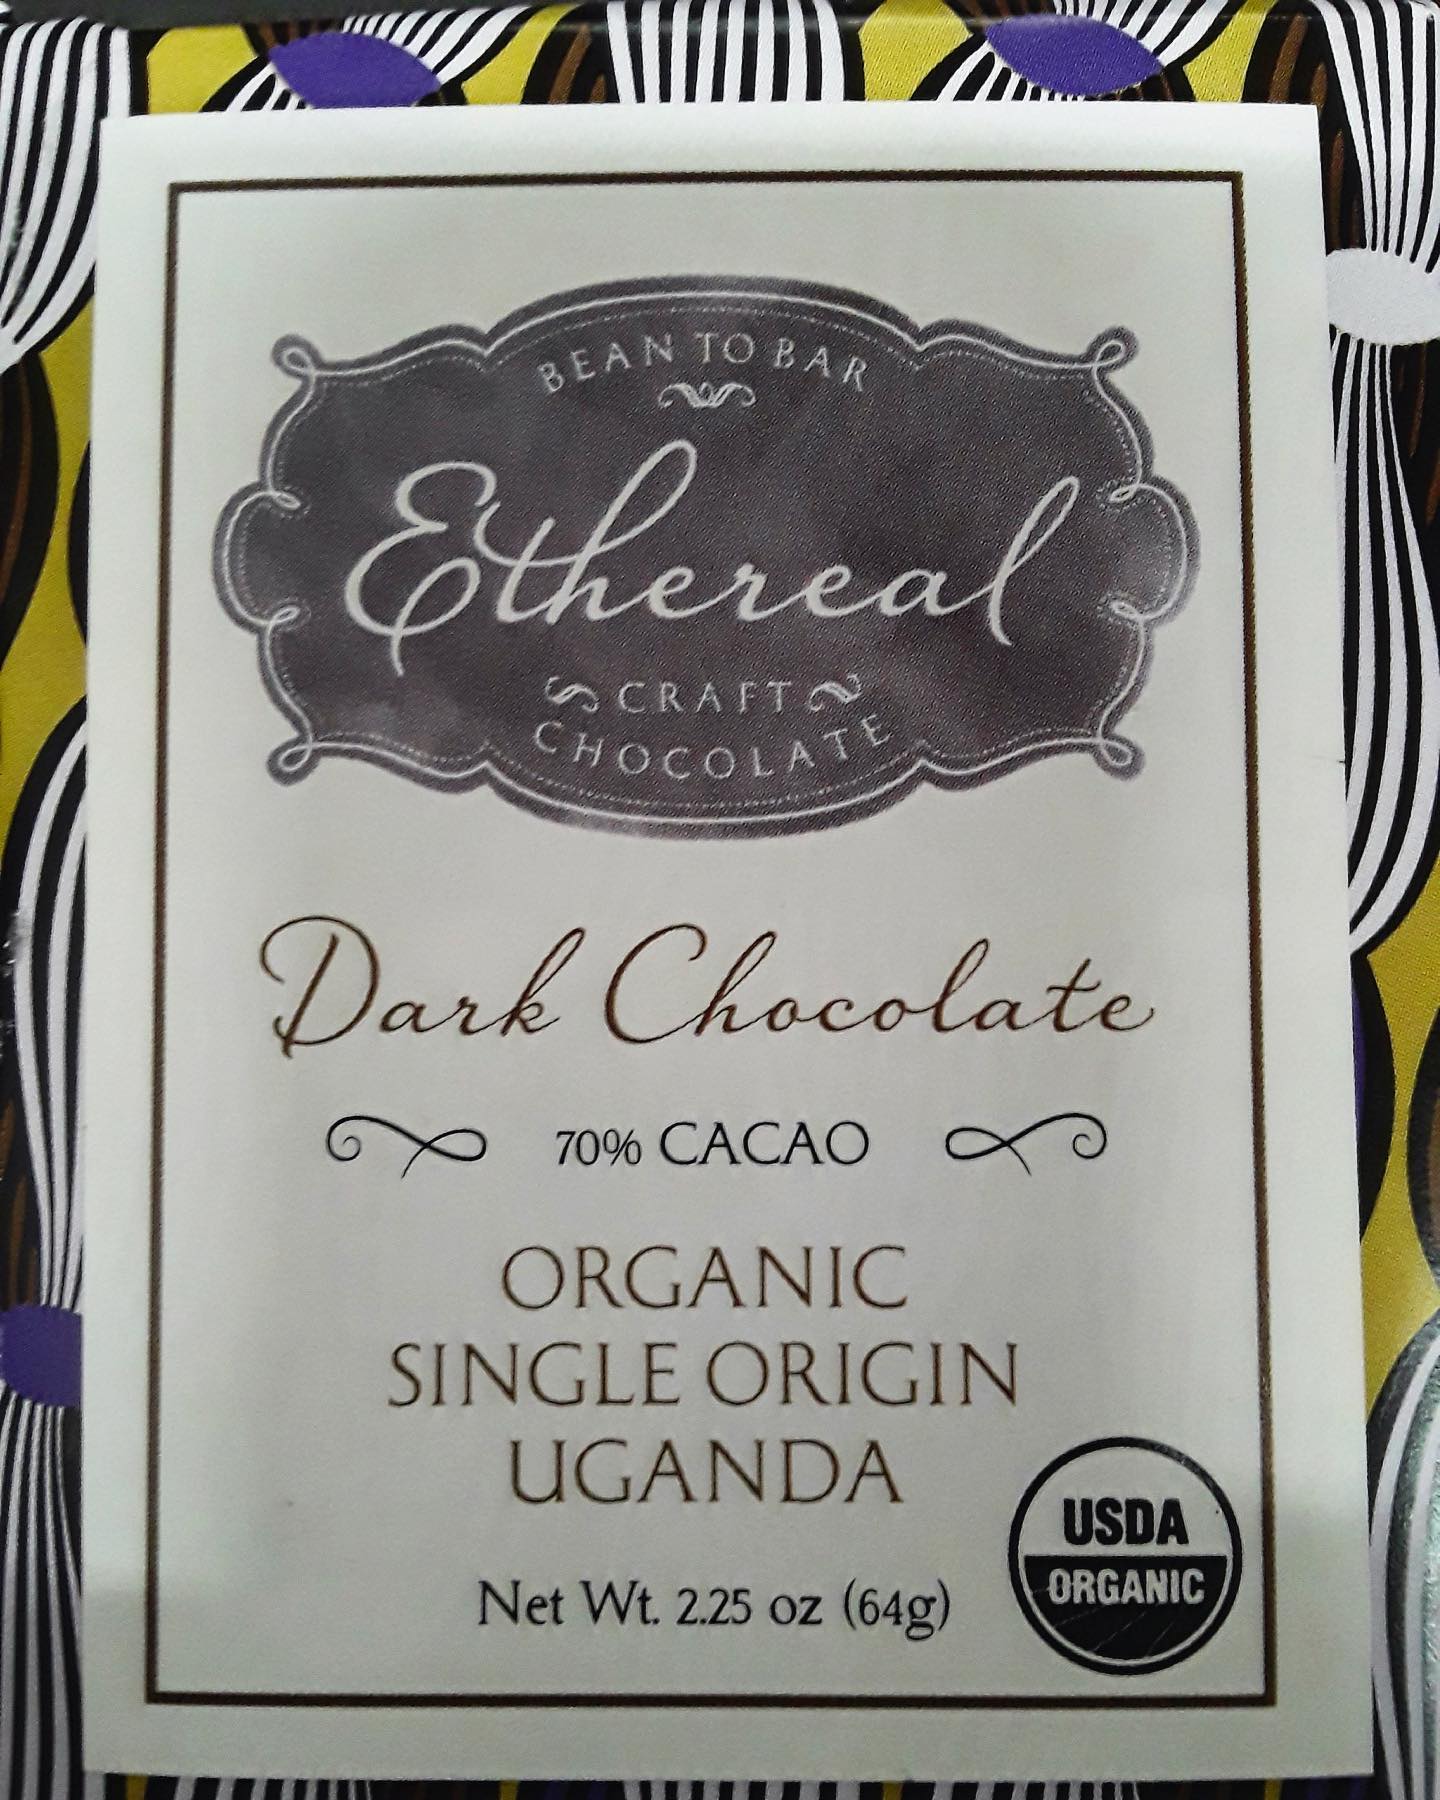 BEAN TO BAR
Ethereal
CRAFT
CHOCOLATE
Dark Chocolate
70% CACAO
ORGANIC
SINGLE ORIGIN
UGANDA
Net Wt. 2.25 oz (64g)
USDA
ORGANIC